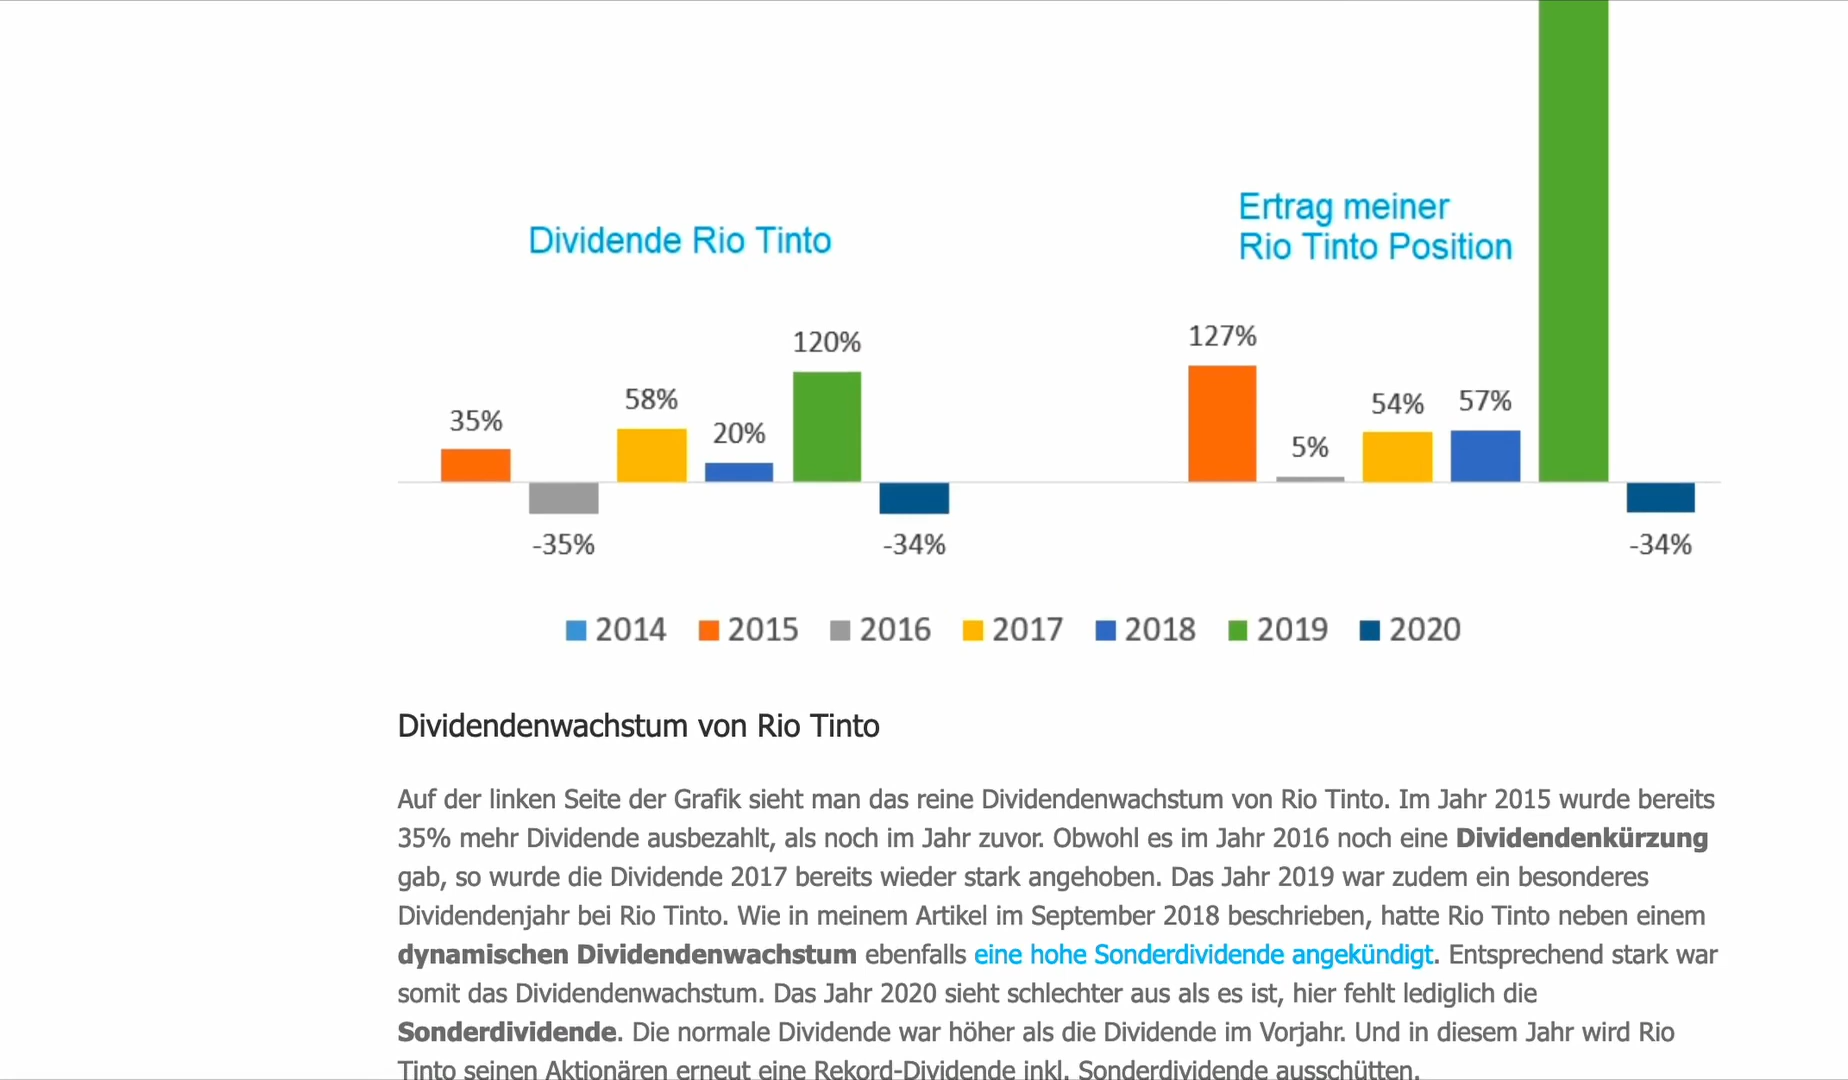 Dividende Rio Tinto
Ertrag meiner
Rio Tinto Position
35%
-35%
58%
20%
120%
-34%
127%
5%
54%
57%
-34%
2014 2015 2016 2017 2018 2019 2020
Dividendenwachstum von Rio Tinto
Auf der linken Seite der Grafik sieht man das reine Dividendenwachstum von Rio Tinto. Im Jahr 2015 wurde bereits
35% mehr Dividende ausbezahlt, als noch im Jahr zuvor. Obwohl es im Jahr 2016 noch eine Dividendenkürzung
gab, so wurde die Dividende 2017 bereits wieder stark angehoben. Das Jahr 2019 war zudem ein besonderes
Dividendenjahr bei Rio Tinto. Wie in meinem Artikel im September 2018 beschrieben, hatte Rio Tinto neben einem
dynamischen Dividendenwachstum ebenfalls eine hohe Sonderdividende angekündigt. Entsprechend stark war
somit das Dividendenwachstum. Das Jahr 2020 sieht schlechter aus als es ist, hier fehlt lediglich die
Sonderdividende. Die normale Dividende war höher als die Dividende im Vorjahr. Und in diesem Jahr wird Rio
Tinto seinen Aktionären erneut eine Rekord-Dividende inkl. Sonderdividende ausschütten.